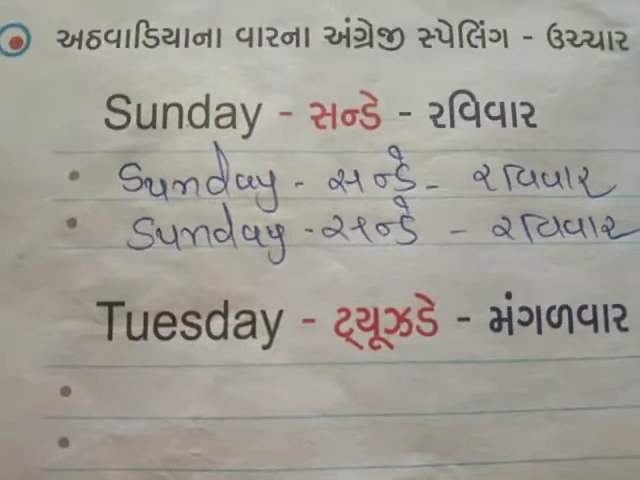 અઠવાડિયાના વારના અંગ્રેજી સ્પેલિંગ - ઉચ્ચાર
Sunday - સન્ડે - રવિવાર
Sunday - સન્ડે - રવિવાર
Sunday - સન્ડે - રવિવાર
Tuesday - ટ્યૂઝડે - મંગળવાર